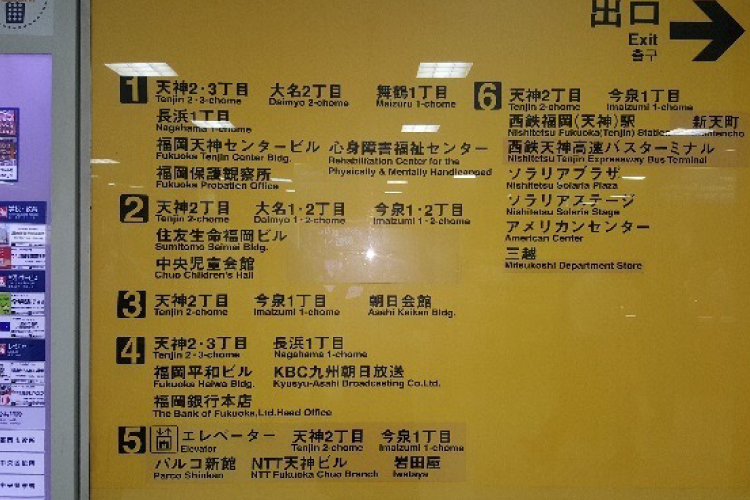 出口
Exit
출구
1 天神2・3丁目 大名2丁目 舞鶴1丁目
Tenjin 2・3-chome Daimyo 2-chome Maizuru 1-chome
長浜1丁目
Nagahama 1-chome
福岡天神センタービル 心身障害福祉センター
Fukuoka Tenjin Center Bldg. Rehabilitation Center for the
Physically & Mentally Handicapped
福岡保護観察所
Fukuoka Probation Office
2 天神2丁目 大名1・2丁目 今泉1・2丁目
Tenjin 2-chome Daimyo 1・2-chome Imaizumi 1・2-chome
住友生命福岡ビル
Sumitomo Seimei Bldg.
中央児童会館
Chuo Children's Hall
3 天神2丁目 今泉1丁目 朝日会館
Tenjin 2-chome Imaizumi 1-chome Asahi Kaikan Bldg.
4 天神2・3丁目 長浜1丁目
Tenjin 2・3-chome Nagahama 1-chome
福岡平和ビル KBC九州朝日放送
Fukuoka Heiwa Bldg. Kyusyu-Asahi Broadcasting Co.Ltd.
福岡銀行本店
The Bank of Fukuoka,Ltd.Head Office
5 エレベーター 天神2丁目 今泉1丁目
Elevator Tenjin 2-chome Imaizumi 1-chome
パルコ新館 NTT天神ビル 岩田屋
Parco Shinkan NTT Fukuoka Chuo Branch Iwataya
6 天神2丁目 今泉1丁目
Tenjin 2-chome Imaizumi 1-chome
西鉄福岡(天神)駅 新天町
Nishitetsu Fukuoka(Tenjin) Station Shintencho
西鉄天神高速バスターミナル
Nishitetsu Tenjin Expressway Bus Terminal
ソラリアプラザ
Nishitetsu Solaria Plaza
ソラリアステージ
Nishitetsu Solaria Stage
アメリカンセンター
American Center
三越
Mitsukoshi Department Store